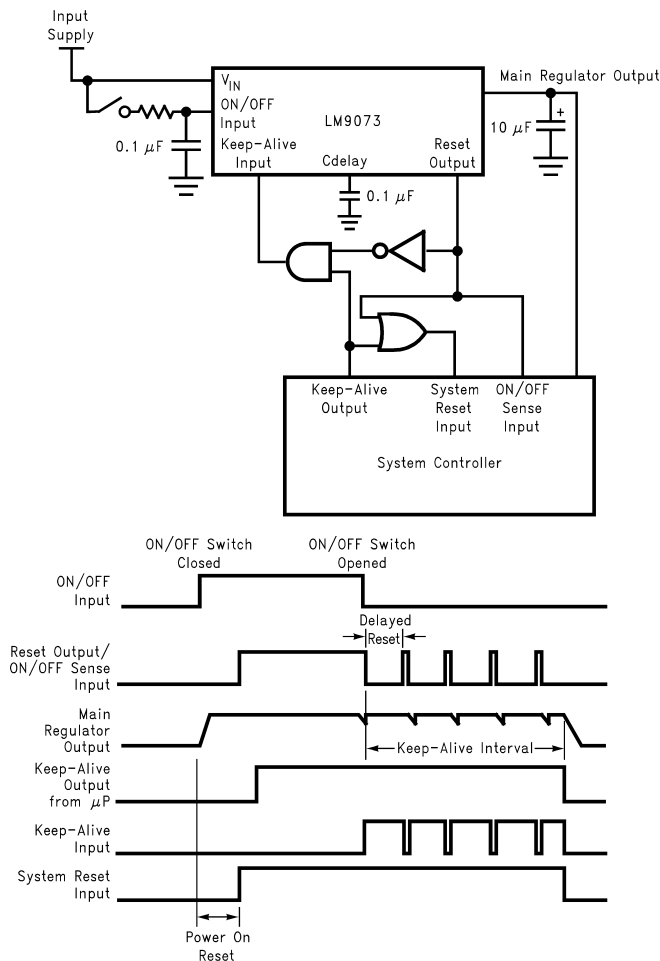 Input
Supply
V_IN
ON/OFF
Input
Keep-Alive
Input
LM9073
Cdelay
Reset
Output
Main Regulator Output
+
10 μF
0.1 μF
0.1 μF
Keep-Alive
Output
System
Reset
Input
ON/OFF
Sense
Input
System Controller
ON/OFF Switch
Closed
ON/OFF Switch
Opened
ON/OFF
Input
Delayed
Reset
Reset Output/
ON/OFF Sense
Input
Main
Regulator
Output
Keep-Alive Interval
Keep-Alive
Output
from μP
Keep-Alive
Input
System Reset
Input
Power On
Reset